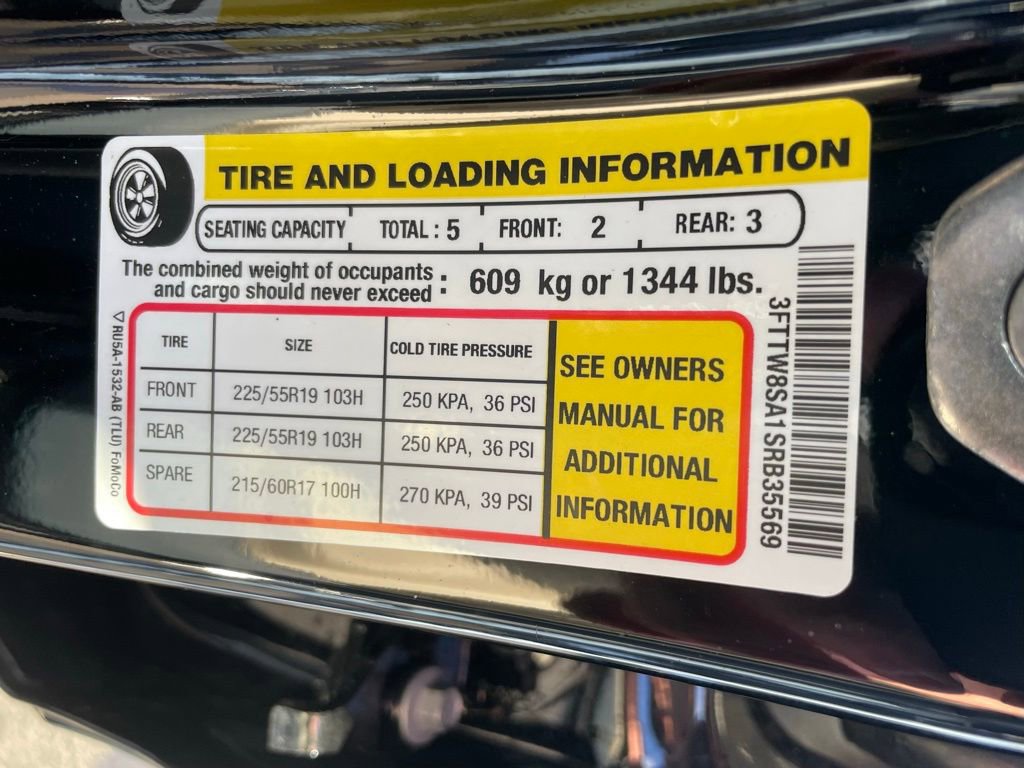 TIRE AND LOADING INFORMATION
SEATING CAPACITY TOTAL : 5 FRONT: 2 REAR: 3
The combined weight of occupants
and cargo should never exceed : 609 kg or 1344 lbs.
TIRE SIZE COLD TIRE PRESSURE
FRONT 225/55R19 103H 250 KPA, 36 PSI
REAR 225/55R19 103H 250 KPA, 36 PSI
SPARE 215/60R17 100H 270 KPA, 39 PSI
SEE OWNERS
MANUAL FOR
ADDITIONAL
INFORMATION
3FTTW8SA1SRB35569
▽ RU5A-1532-AB (TLU) FoMoCo